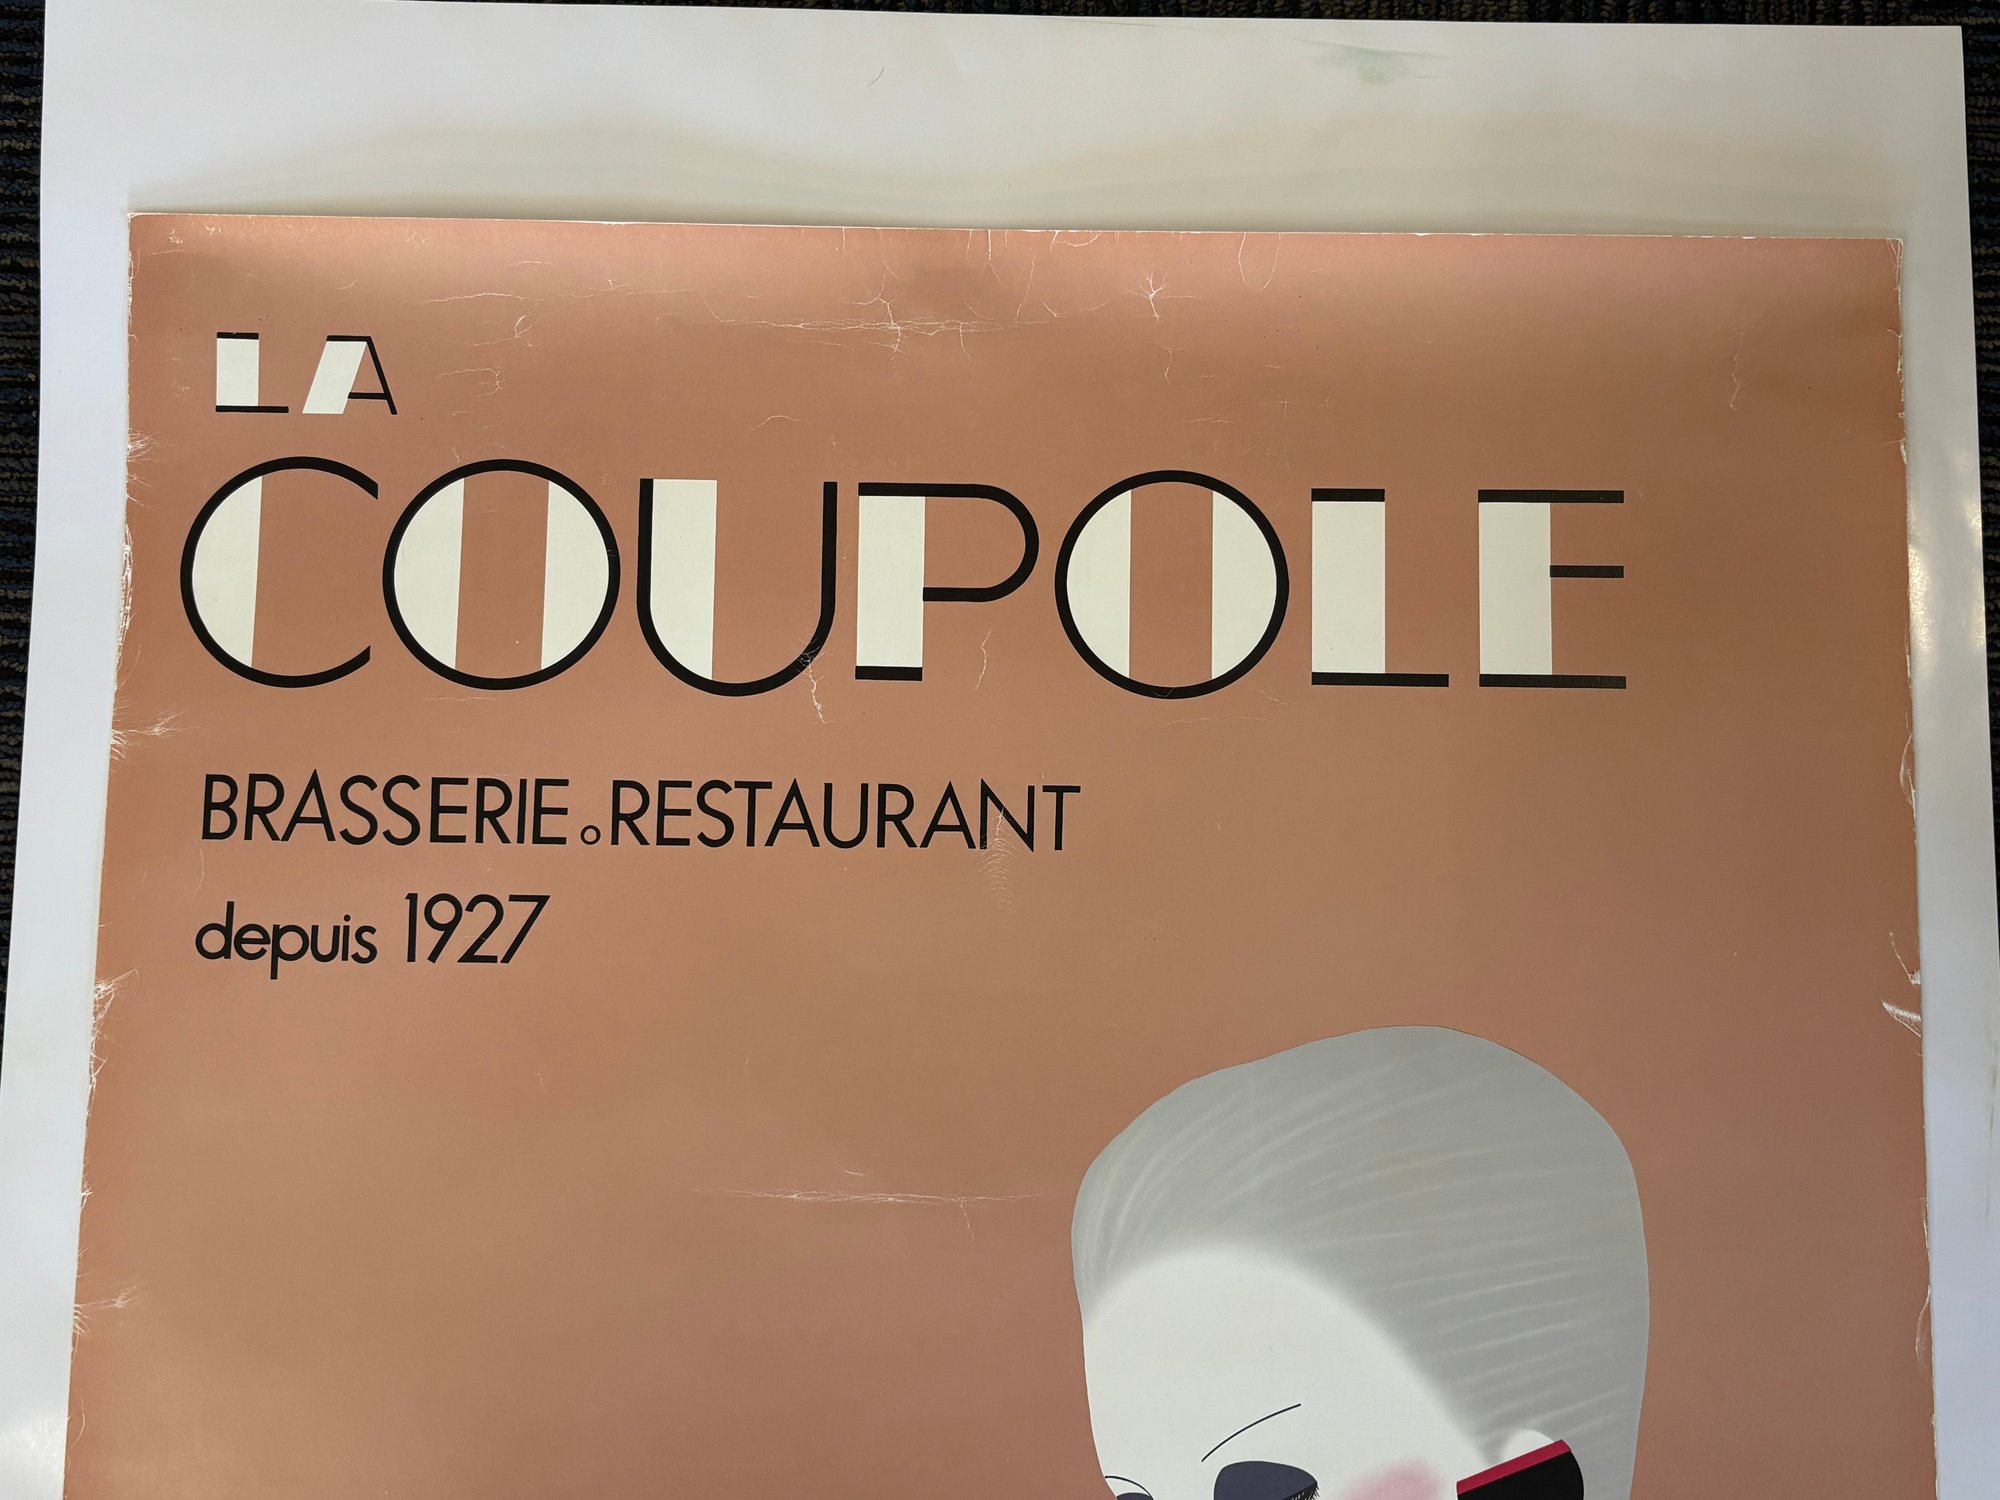 LA
COUPOLE
BRASSERIE∘RESTAURANT
depuis 1927